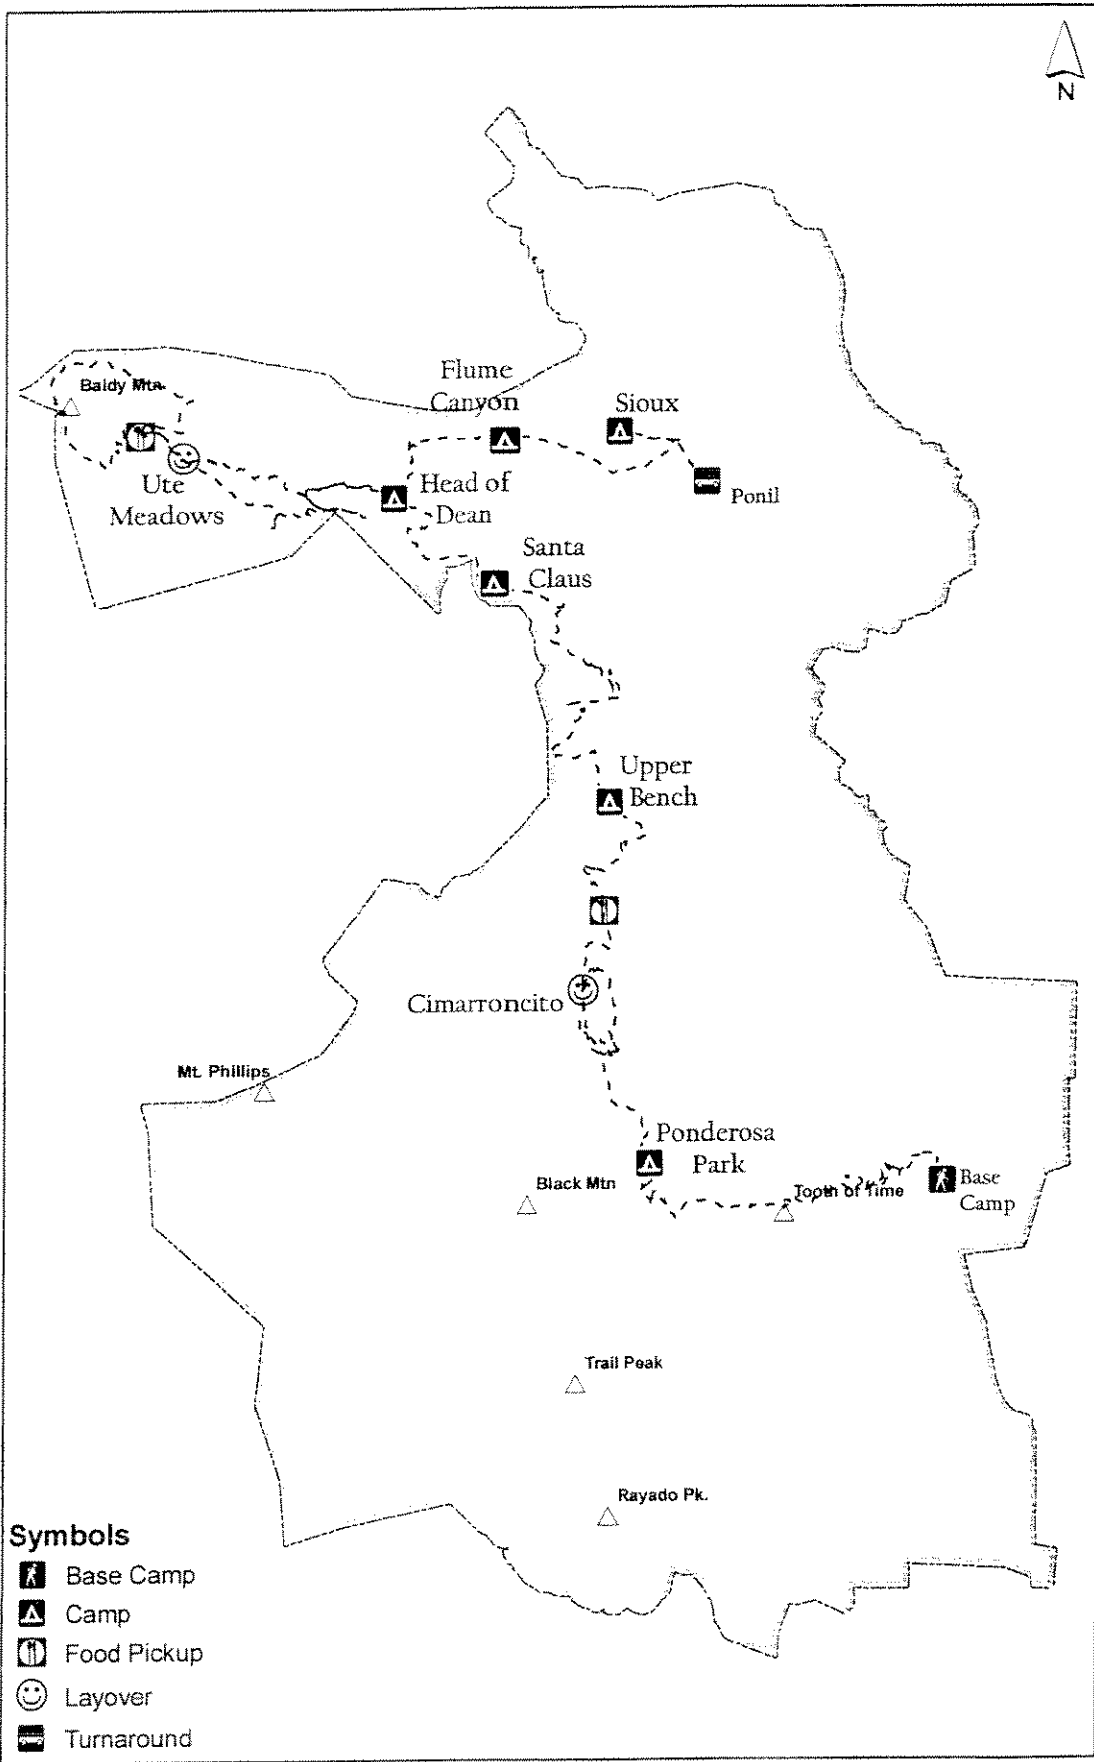 N
Flume
Canyon
Sioux
Baldy Mtn
Ute
Meadows
Head of
Dean
Ponil
Santa
Claus
Upper
Bench
Cimarroncito
Mt. Phillips
Ponderosa
Park
Black Mtn
Tooth of Time
Base
Camp
Trail Peak
Rayado Pk.
Symbols
Base Camp
Camp
Food Pickup
Layover
Turnaround